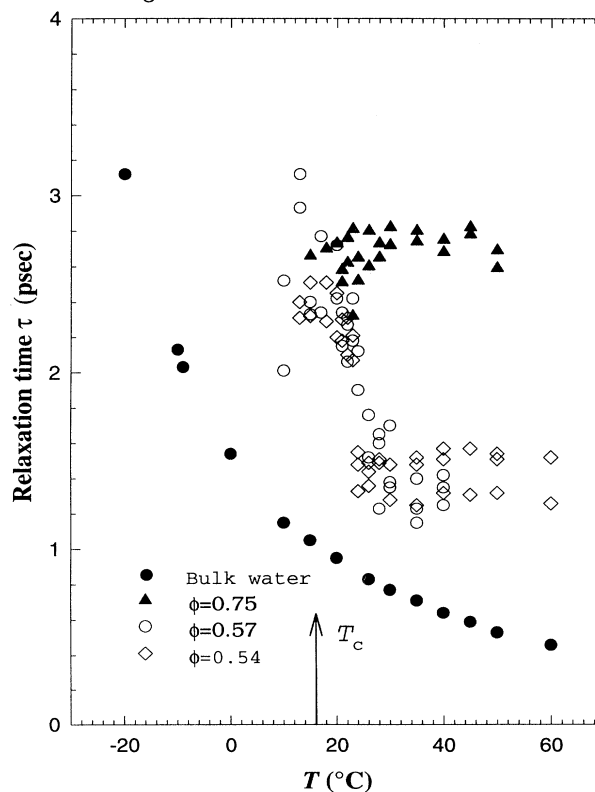 4
3
2
1
0
Relaxation time τ (psec)
Bulk water
ϕ=0.75
ϕ=0.57
ϕ=0.54
T_c
-20 0 20 40 60
T (°C)